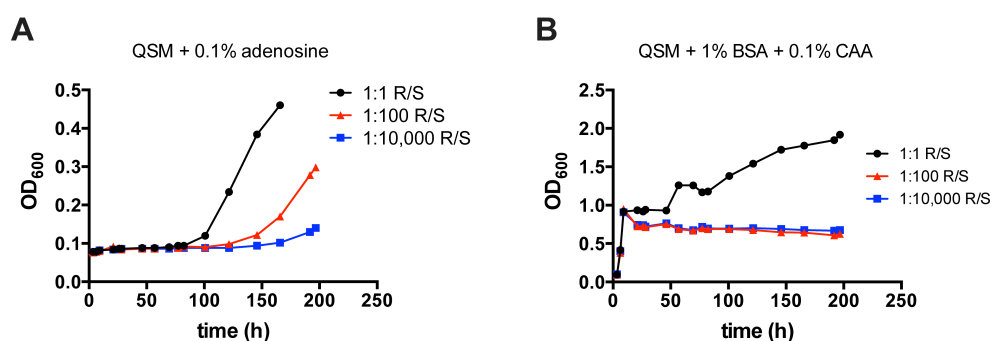 A
QSM + 0.1% adenosine
OD600
0.5
0.4
0.3
0.2
0.1
0.0
0
50
100
150
200
250
time (h)
1:1 R/S
1:100 R/S
1:10,000 R/S
B
QSM + 1% BSA + 0.1% CAA
OD600
2.5
2.0
1.5
1.0
0.5
0.0
0
50
100
150
200
250
time (h)
1:1 R/S
1:100 R/S
1:10,000 R/S